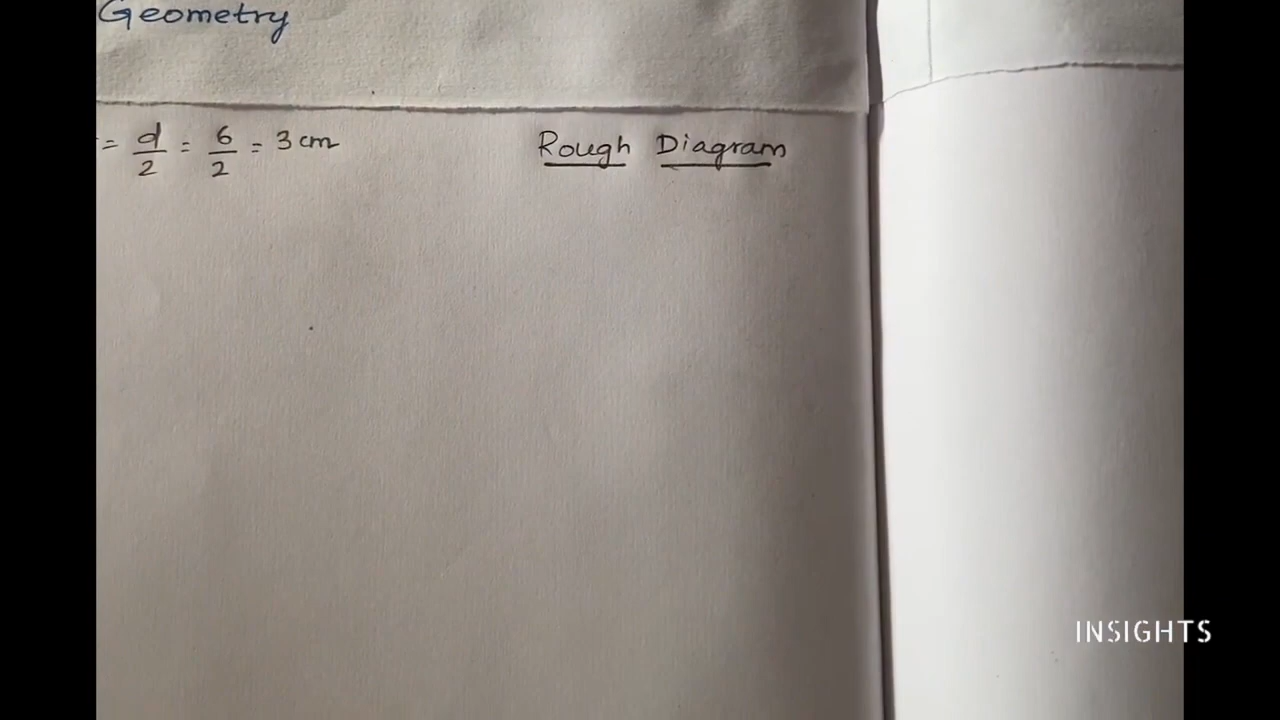 Geometry
= d/2 = 6/2 = 3 cm
Rough Diagram
INSIGHTS